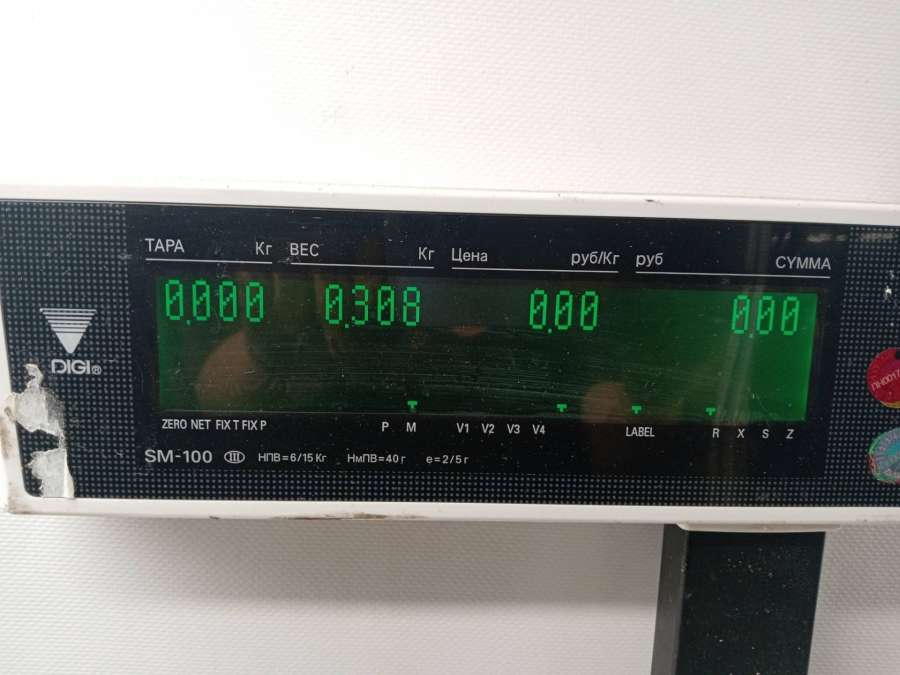 ТАРА Кг ВЕС Кг Цена руб/Кг руб СУММА
0.000 0.308 0.00 0.00
DIGI®
ZERO NET FIX T FIX P P M V1 V2 V3 V4 LABEL R X S Z
SM-100 III НПВ=6/15 Кг НмПВ=40 г e=2/5 г